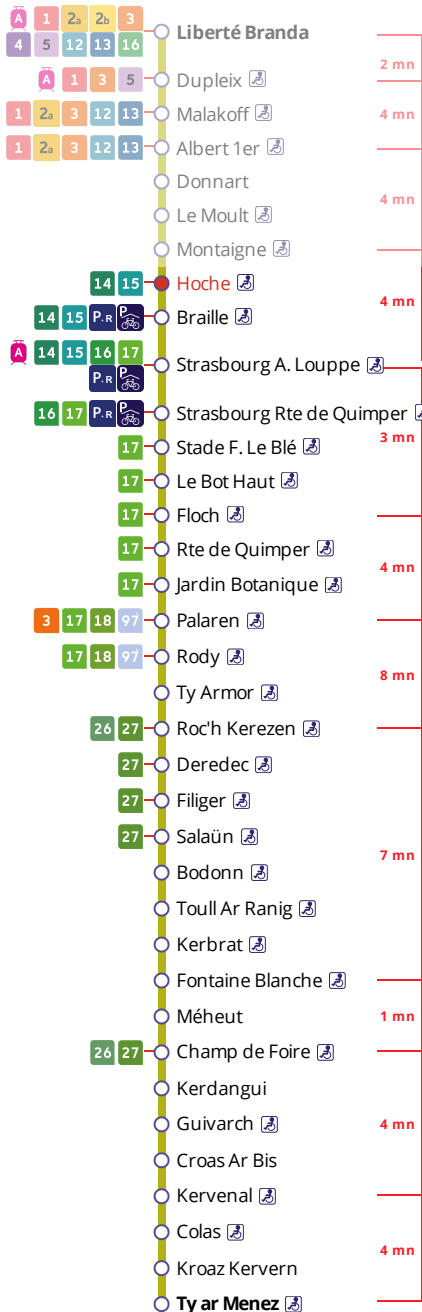 A 1 2a 2b 3
4 5 12 13 16 Liberté Branda
2 mn
A 1 3 5 Dupleix
1 2a 3 12 13 Malakoff 4 mn
1 2a 3 12 13 Albert 1er
Donnart
4 mn
Le Moult
Montaigne
14 15 Hoche
4 mn
14 15 P+R P Braille
A 14 15 16 17
P+R P Strasbourg A. Louppe
16 17 P+R P Strasbourg Rte de Quimper
3 mn
17 Stade F. Le Blé
17 Le Bot Haut
17 Floch
17 Rte de Quimper
4 mn
17 Jardin Botanique
3 17 18 97 Palaren
17 18 97 Rody
8 mn
Ty Armor
26 27 Roc'h Kerezen
27 Deredec
27 Filiger
27 Salaün
7 mn
Bodonn
Toull Ar Ranig
Kerbrat
Fontaine Blanche
Méheut 1 mn
26 27 Champ de Foire
Kerdangui
Guivarch 4 mn
Croas Ar Bis
Kervenal
Colas
4 mn
Kroaz Kervern
Ty ar Menez